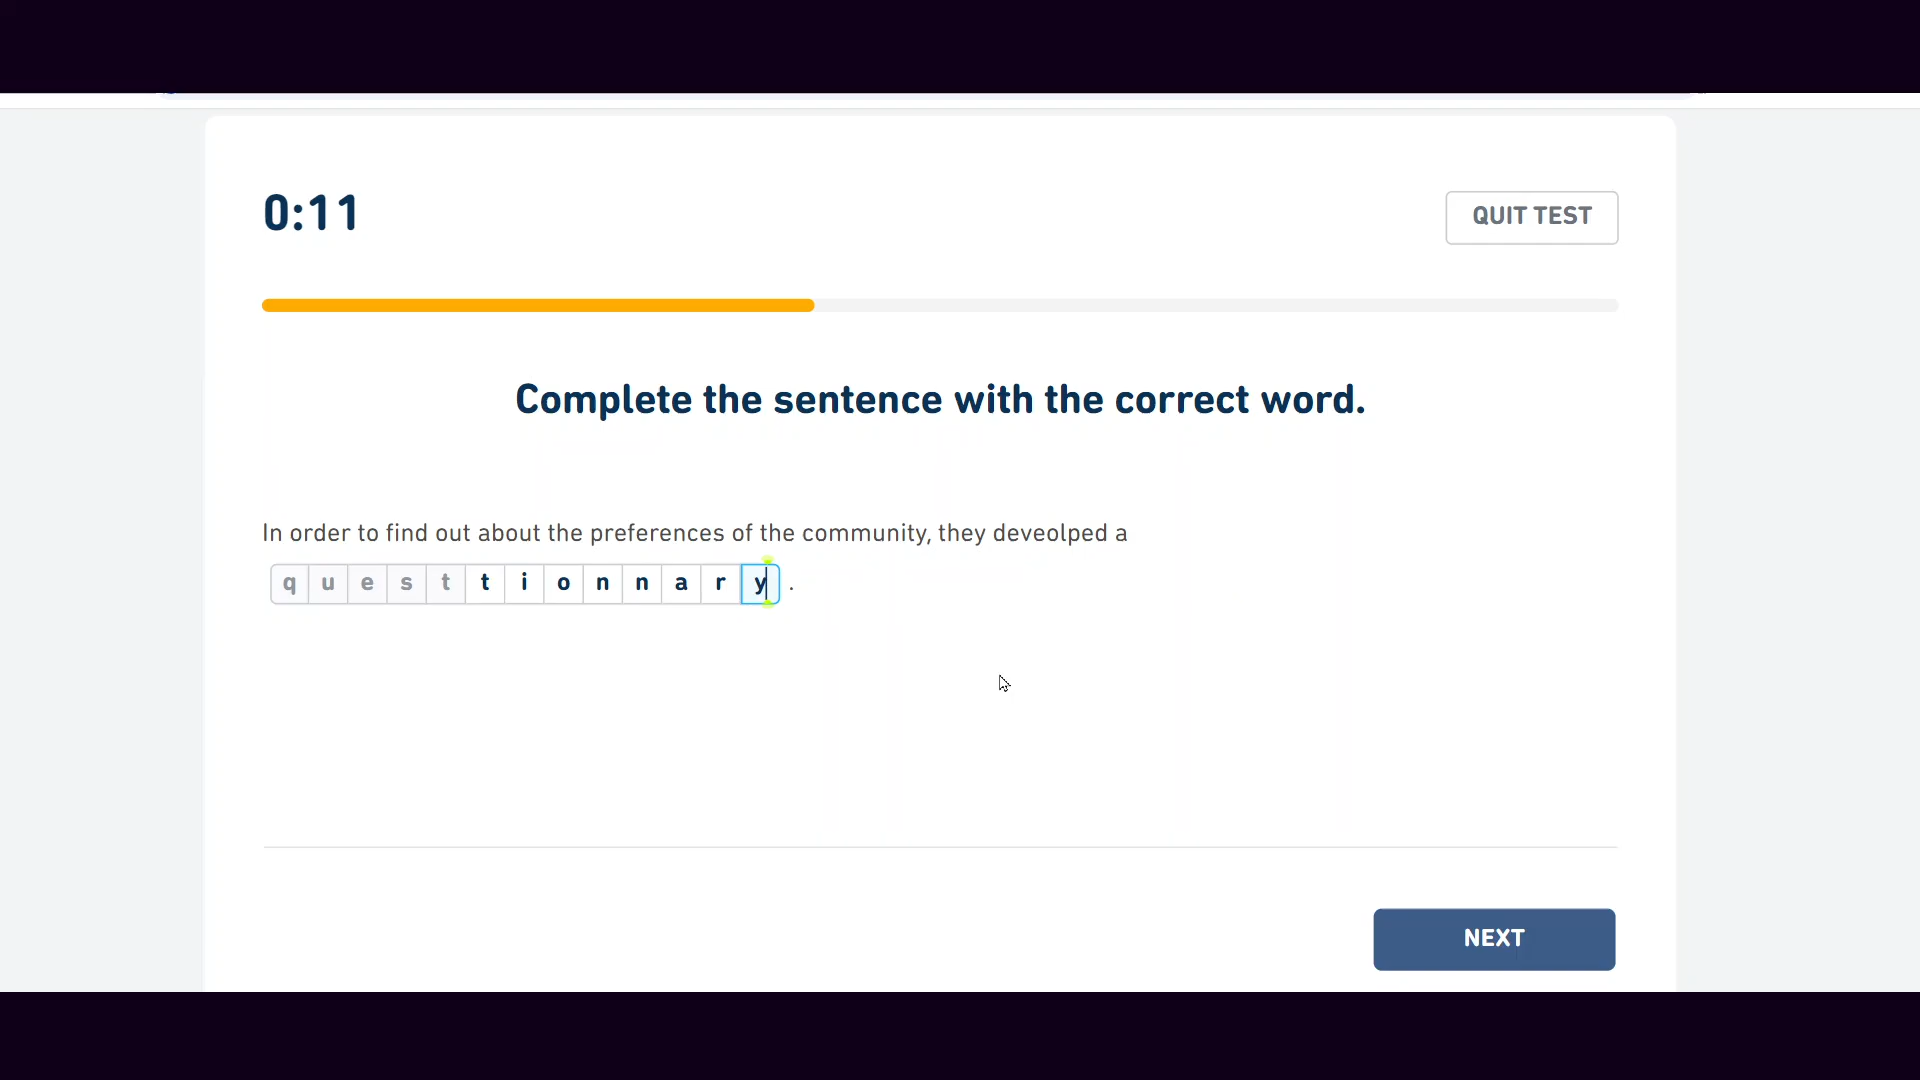 0:11
QUIT TEST
Complete the sentence with the correct word.
In order to find out about the preferences of the community, they deveolped a
questtionnary .
NEXT